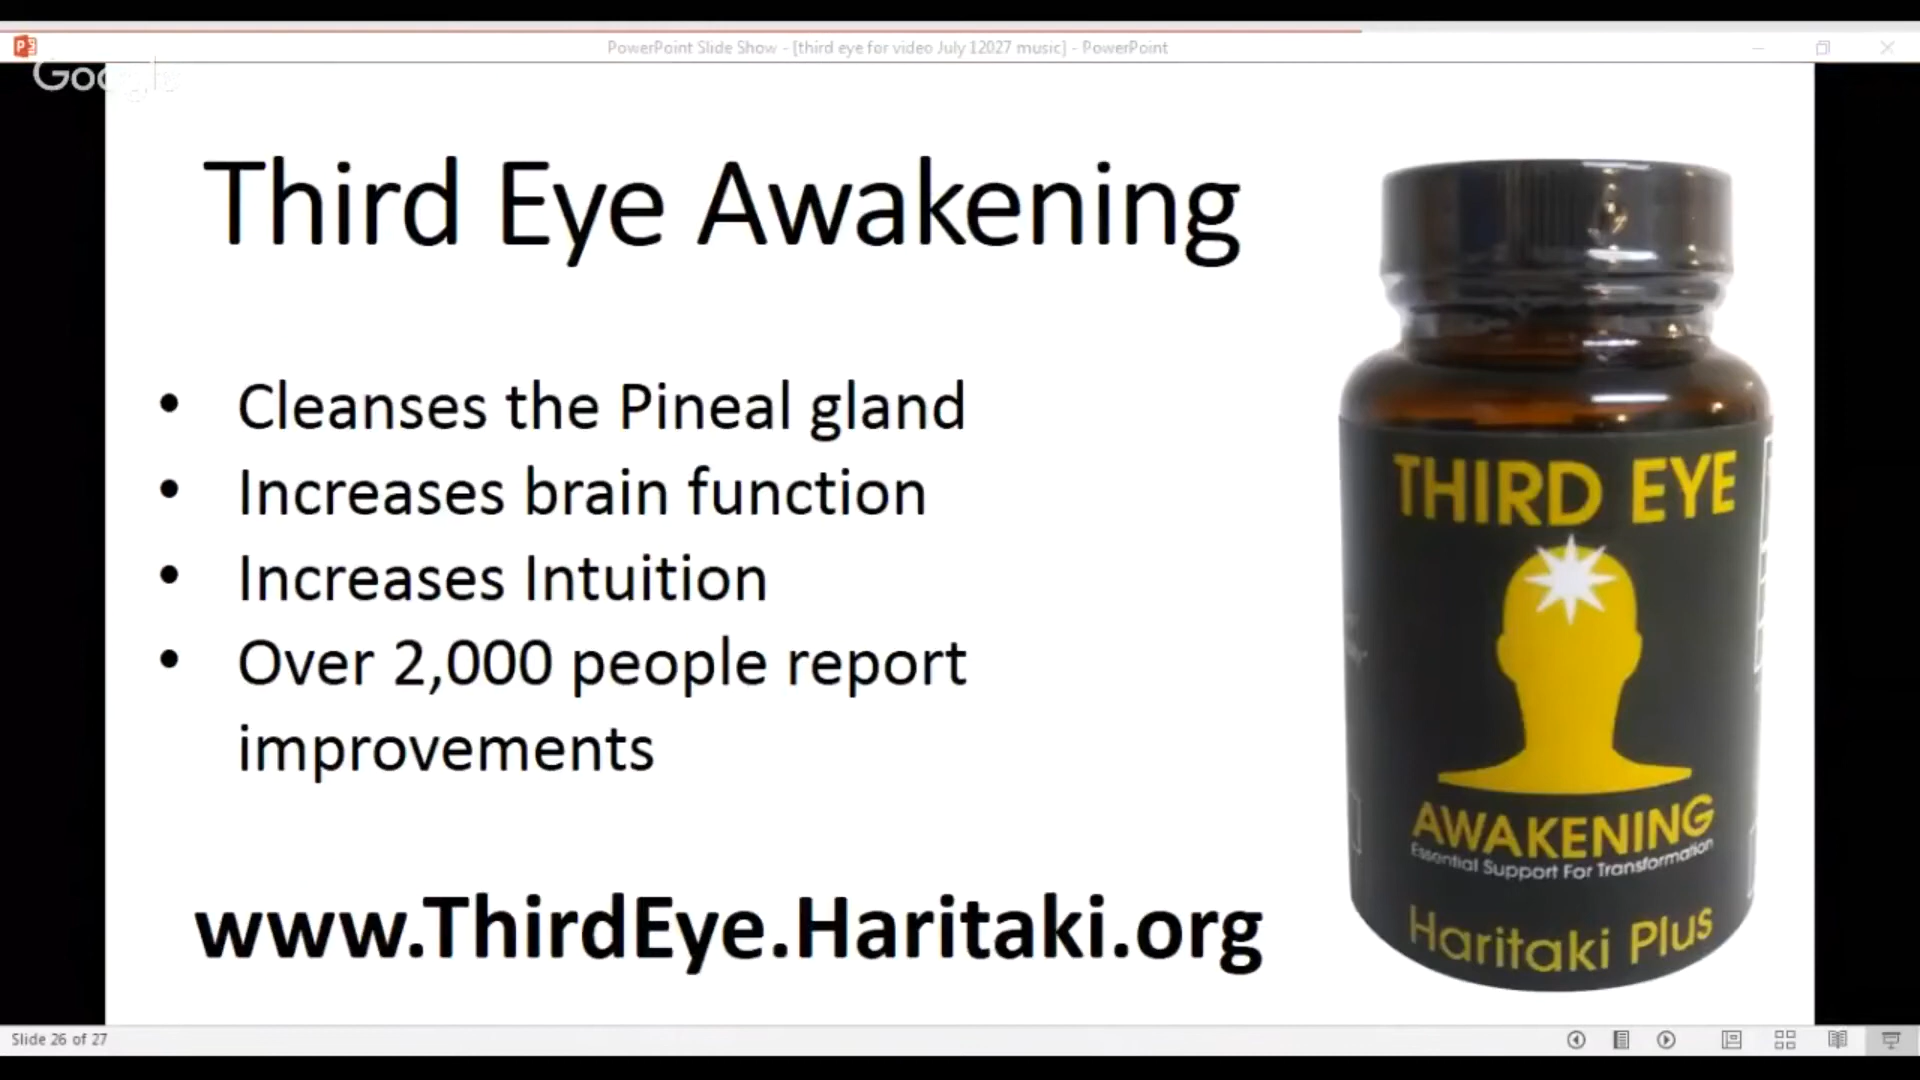 PowerPoint Slide Show - [third eye for video July 12027 music] - PowerPoint
Google
Third Eye Awakening
• Cleanses the Pineal gland
• Increases brain function
• Increases Intuition
• Over 2,000 people report
improvements
www.ThirdEye.Haritaki.org
THIRD EYE
AWAKENING
Essential Support For Transformation
Haritaki Plus
Slide 26 of 27